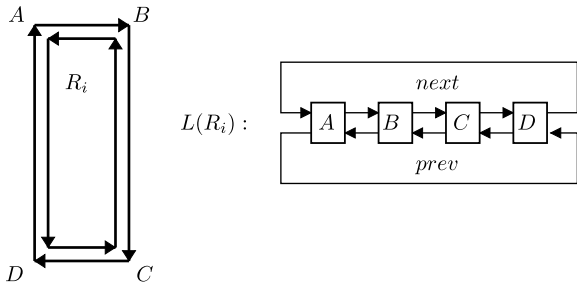 A B
R_i
D C
L(R_i) :
next
A B C D
prev